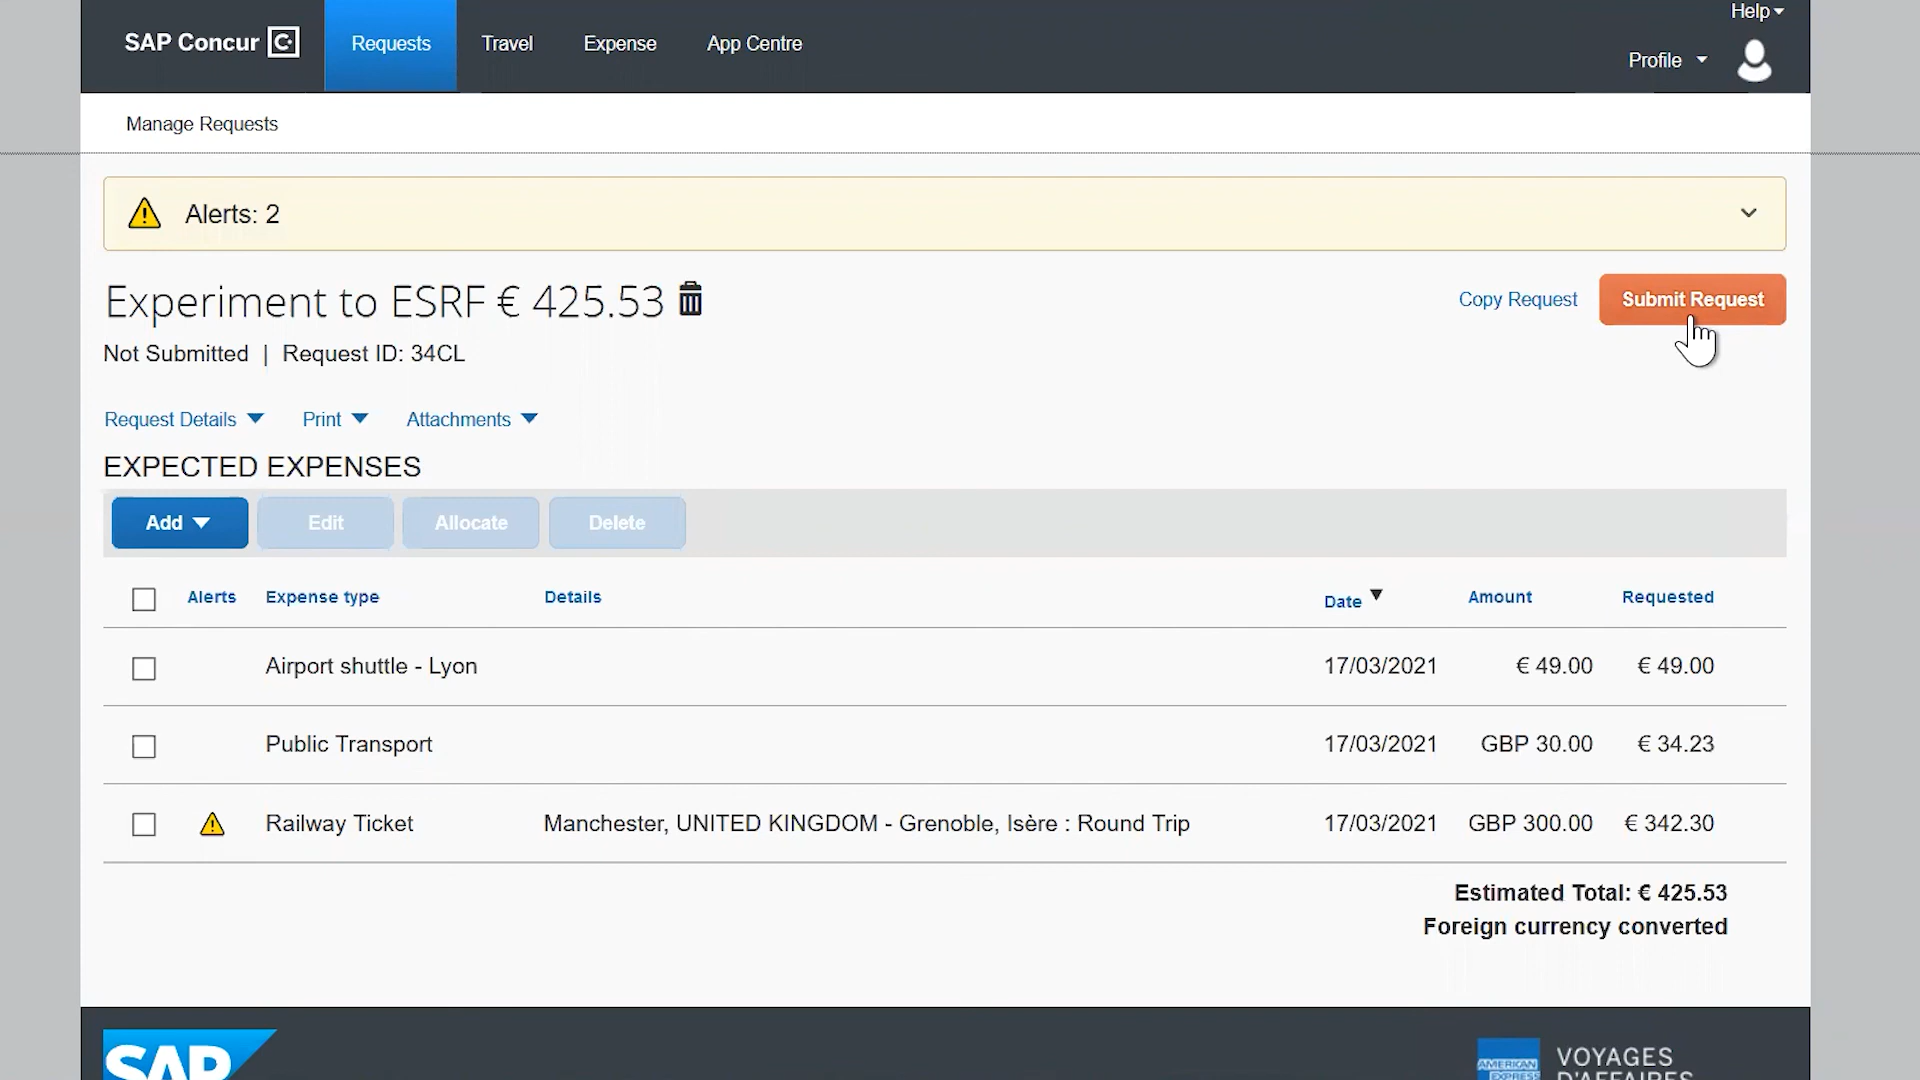 Help
SAP Concur C
Requests
Travel
Expense
App Centre
Profile
Manage Requests
Alerts: 2
Experiment to ESRF € 425.53
Copy Request
Submit Request
Not Submitted | Request ID: 34CL
Request Details
Print
Attachments
EXPECTED EXPENSES
Add
Edit
Allocate
Delete
Alerts Expense type Details Date Amount Requested
Airport shuttle - Lyon 17/03/2021 € 49.00 € 49.00
Public Transport 17/03/2021 GBP 30.00 € 34.23
Railway Ticket Manchester, UNITED KINGDOM - Grenoble, Isère : Round Trip 17/03/2021 GBP 300.00 € 342.30
Estimated Total: € 425.53
Foreign currency converted
SAP
AMERICAN
EXPRESS
VOYAGES
D'AFFAIRES